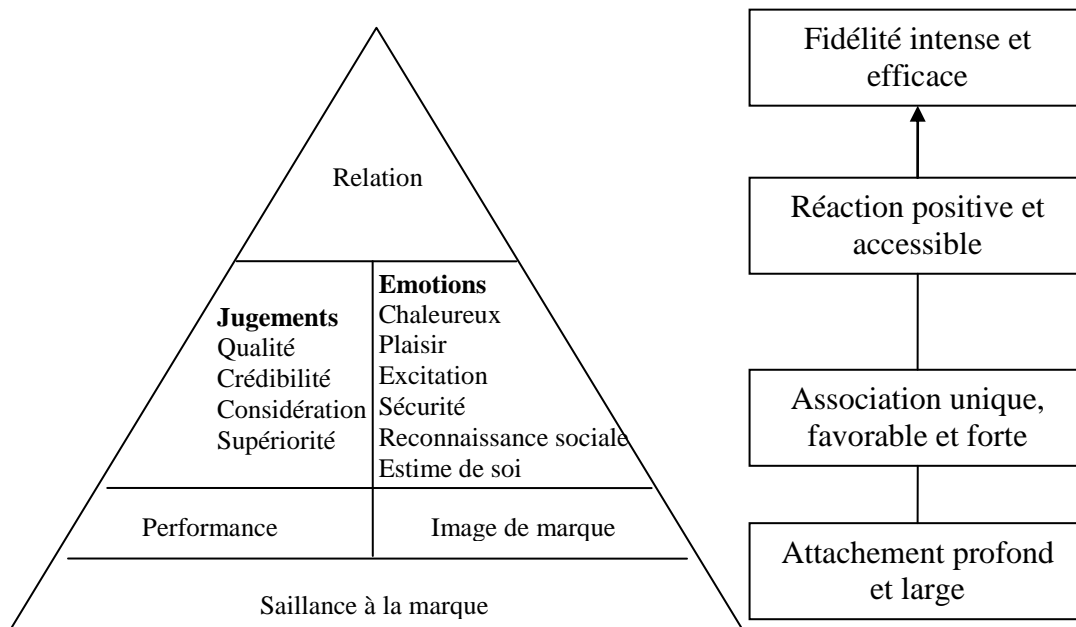 Relation
Jugements
Qualité
Crédibilité
Considération
Supériorité
Emotions
Chaleureux
Plaisir
Excitation
Sécurité
Reconnaissance sociale
Estime de soi
Performance
Image de marque
Saillance à la marque
Fidélité intense et
efficace
Réaction positive et
accessible
Association unique,
favorable et forte
Attachement profond
et large